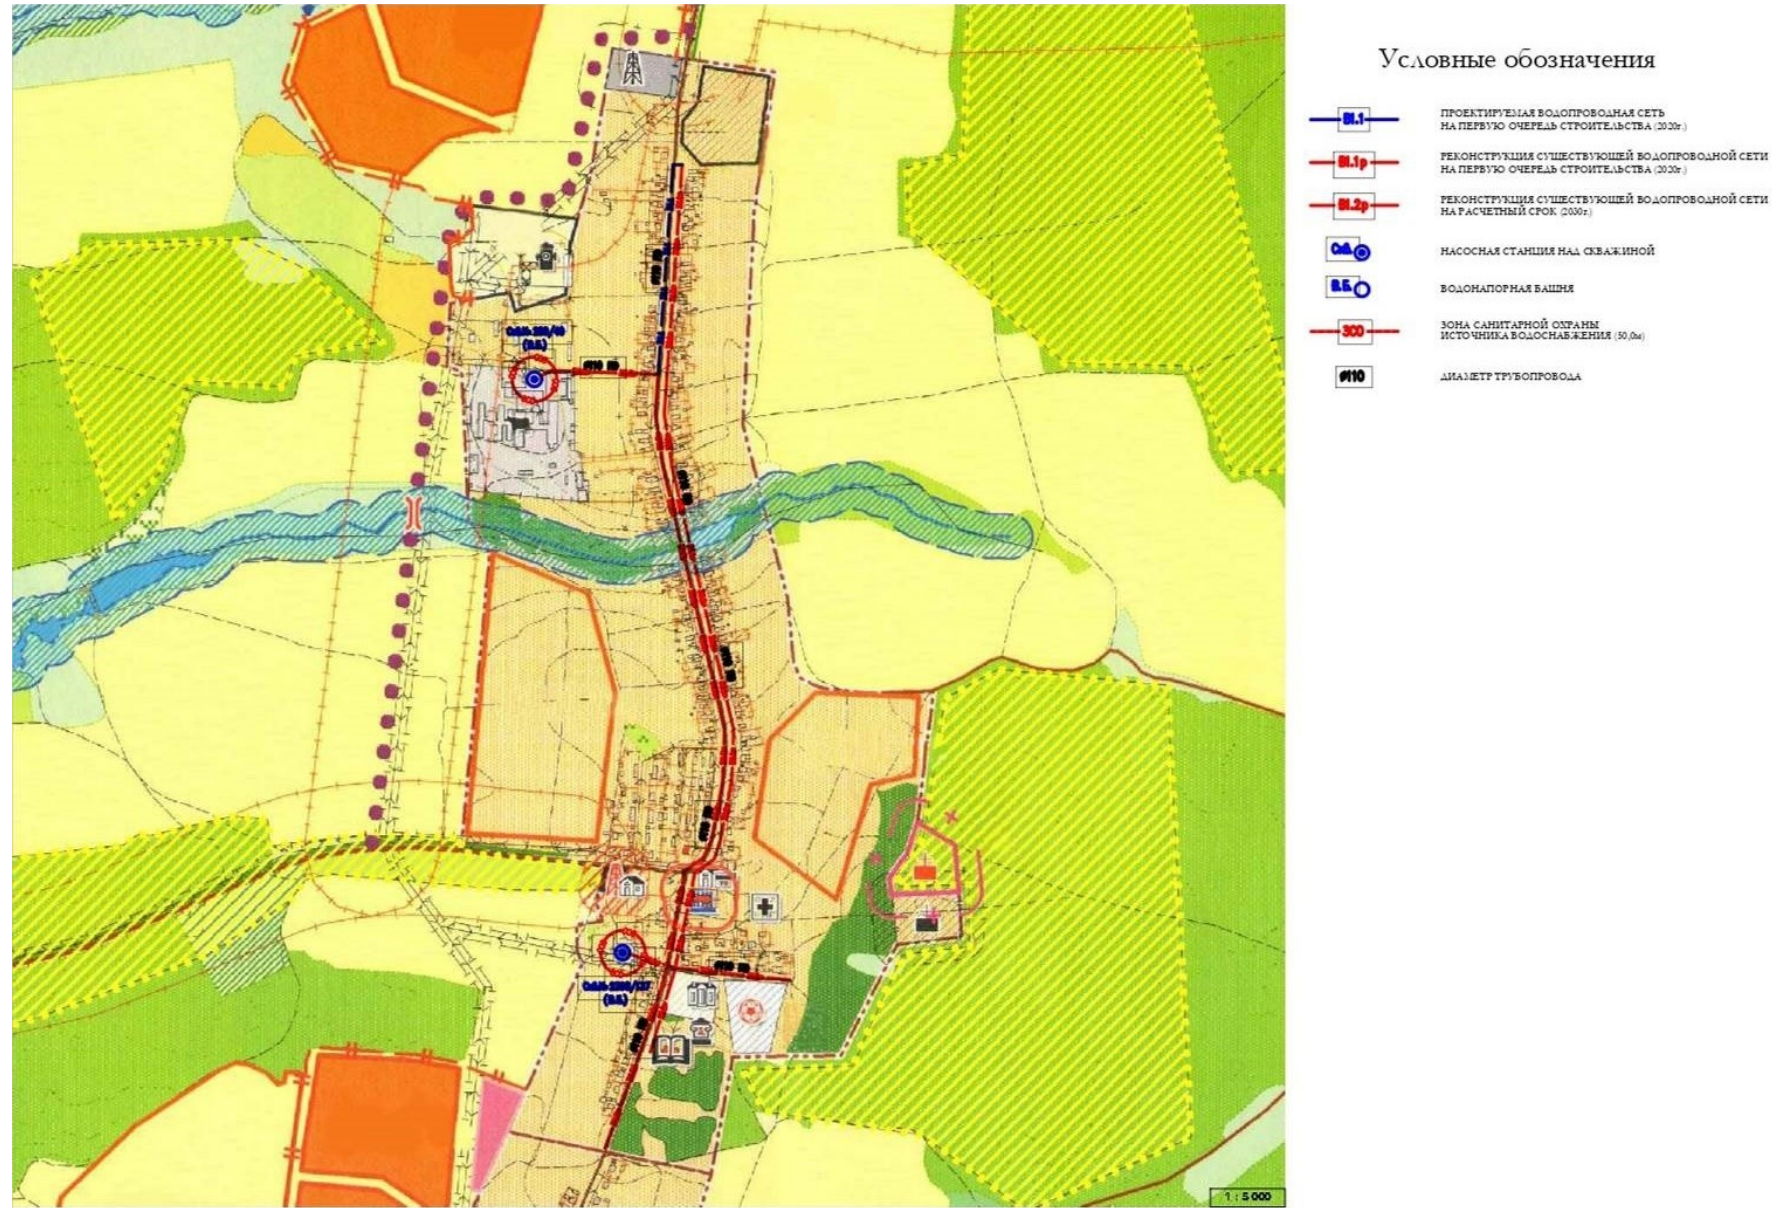 Условные обозначения
В1.1
ПРОЕКТИРУЕМАЯ ВОДОПРОВОДНАЯ СЕТЬ
НА ПЕРВУЮ ОЧЕРЕДЬ СТРОИТЕЛЬСТВА (2020г.)
В1.1р
РЕКОНСТРУКЦИЯ СУЩЕСТВУЮЩЕЙ ВОДОПРОВОДНОЙ СЕТИ
НА ПЕРВУЮ ОЧЕРЕДЬ СТРОИТЕЛЬСТВА (2020г.)
В1.2р
РЕКОНСТРУКЦИЯ СУЩЕСТВУЮЩЕЙ ВОДОПРОВОДНОЙ СЕТИ
НА РАСЧЕТНЫЙ СРОК (2030г.)
НАСОСНАЯ СТАНЦИЯ НАД СКВАЖИНОЙ
В.Б.
ВОДОНАПОРНАЯ БАШНЯ
ЗСО
ЗОНА САНИТАРНОЙ ОХРАНЫ
ИСТОЧНИКА ВОДОСНАБЖЕНИЯ (50,0м)
Ø110
ДИАМЕТР ТРУБОПРОВОДА
(В.Б.)
(В.Б.)
1 : 5 000